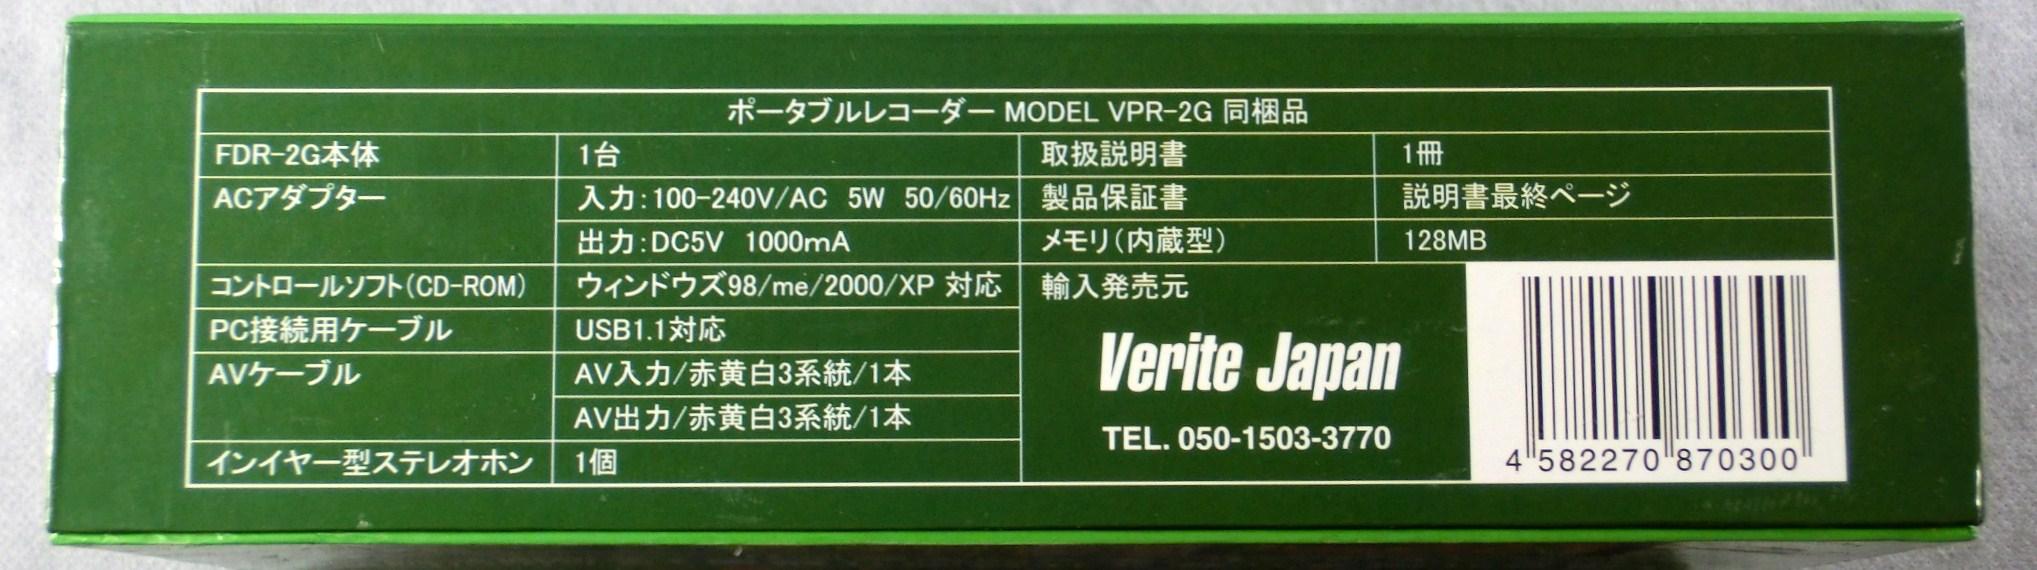 ポータブルレコーダー MODEL VPR-2G 同梱品
FDR-2G本体 1台 取扱説明書 1冊
ACアダプター 入力:100-240V/AC 5W 50/60Hz 製品保証書 説明書最終ページ
出力:DC5V 1000mA メモリ(内蔵型) 128MB
コントロールソフト(CD-ROM) ウィンドウズ98/me/2000/XP 対応 輸入発売元
PC接続用ケーブル USB1.1対応
Verite Japan
AVケーブル AV入力/赤黄白3系統/1本
AV出力/赤黄白3系統/1本
TEL. 050-1503-3770
インイヤー型ステレオホン 1個
4 582270 870300